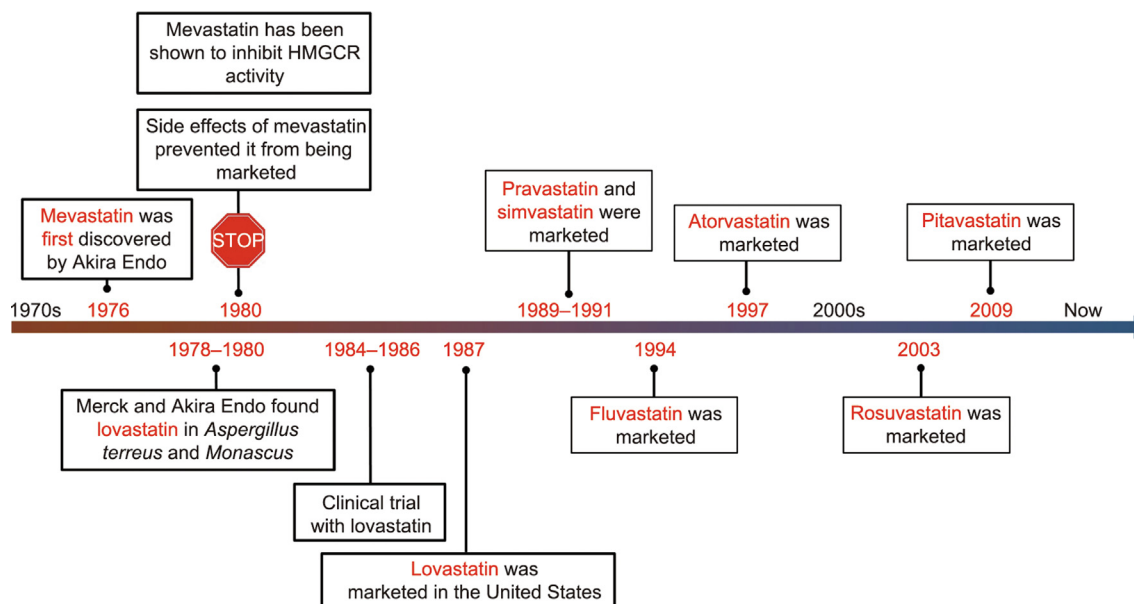 Mevastatin has been
shown to inhibit HMGCR
activity
Side effects of mevastatin
prevented it from being
marketed
Mevastatin was
first discovered
by Akira Endo
STOP
Pravastatin and
simvastatin were
marketed
Atorvastatin was
marketed
Pitavastatin was
marketed
1970s 1976 1980 1989–1991 1997 2000s 2009 Now
1978–1980 1984–1986 1987 1994 2003
Merck and Akira Endo found
lovastatin in Aspergillus
terreus and Monascus
Fluvastatin was
marketed
Rosuvastatin was
marketed
Clinical trial
with lovastatin
Lovastatin was
marketed in the United States